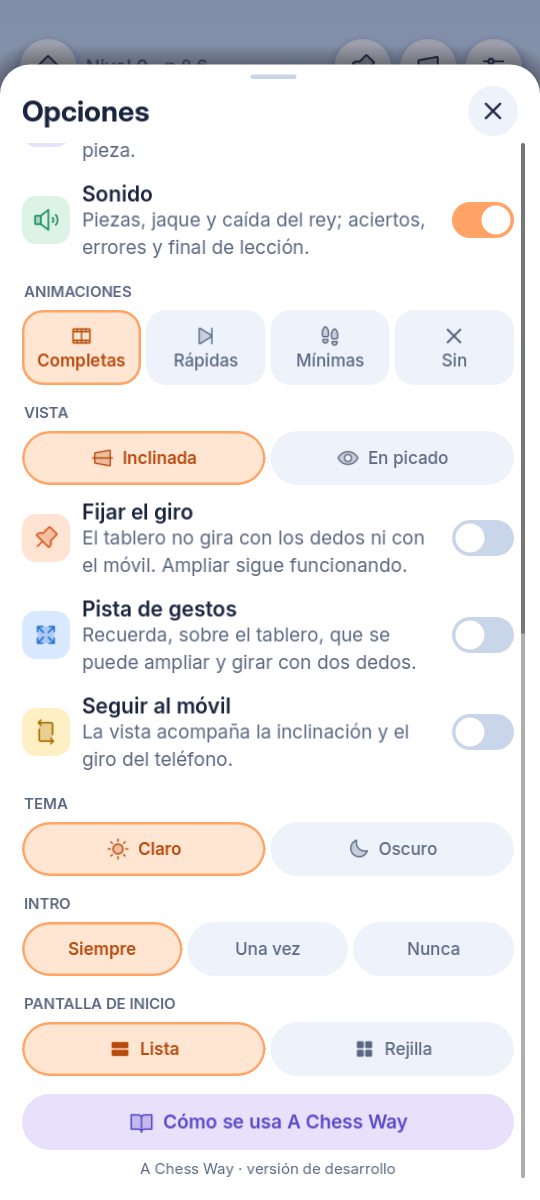 Opciones
pieza.
Sonido
Piezas, jaque y caída del rey; aciertos,
errores y final de lección.
ANIMACIONES
Completas
Rápidas
Mínimas
Sin
VISTA
Inclinada
En picado
Fijar el giro
El tablero no gira con los dedos ni con
el móvil. Ampliar sigue funcionando.
Pista de gestos
Recuerda, sobre el tablero, que se
puede ampliar y girar con dos dedos.
Seguir al móvil
La vista acompaña la inclinación y el
giro del teléfono.
TEMA
Claro
Oscuro
INTRO
Siempre
Una vez
Nunca
PANTALLA DE INICIO
Lista
Rejilla
Cómo se usa A Chess Way
A Chess Way · versión de desarrollo